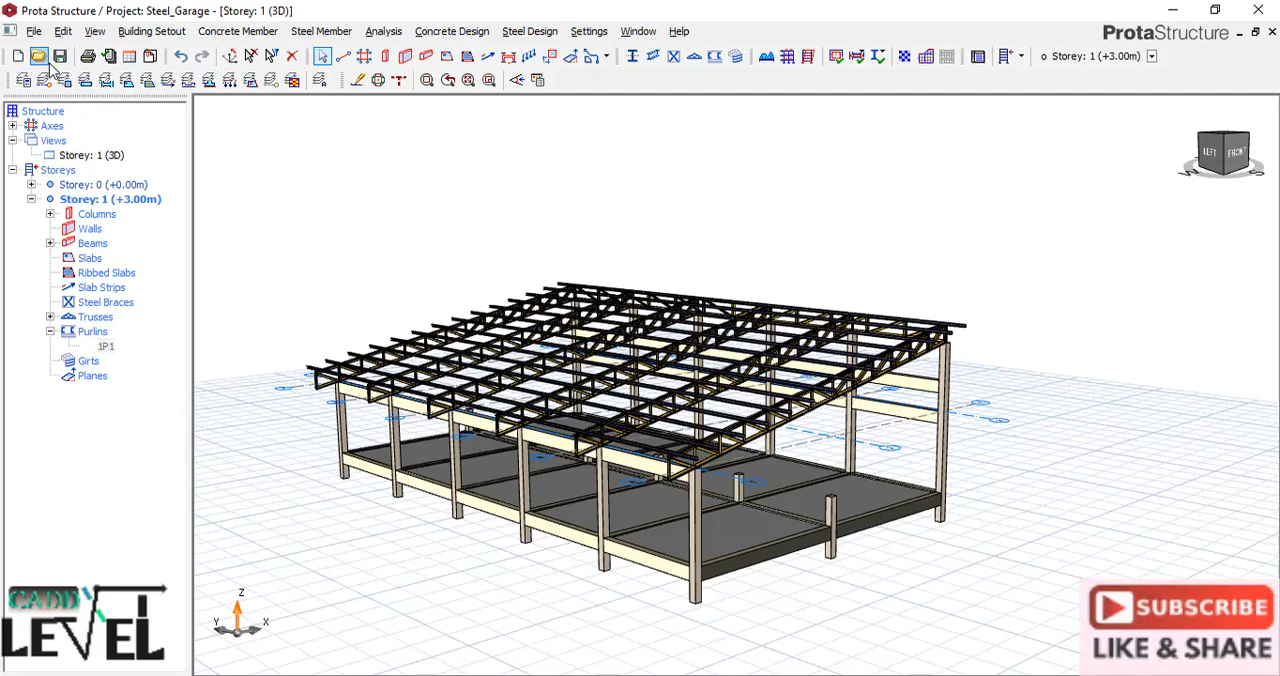 Prota Structure / Project: Steel_Garage - [Storey: 1 (3D)]
File Edit View Building Setout Concrete Member Steel Member Analysis Concrete Design Steel Design Settings Window Help
ProtaStructure
Storey: 1 (+3.00m)
Structure
Axes
Views
Storey: 1 (3D)
Storeys
Storey: 0 (+0.00m)
Storey: 1 (+3.00m)
Columns
Walls
Beams
Slabs
Ribbed Slabs
Slab Strips
Steel Braces
Trusses
Purlins
1P1
Girts
Planes
LEFT FRONT
Z
Y X
CADD
LEVEL
SUBSCRIBE
LIKE & SHARE